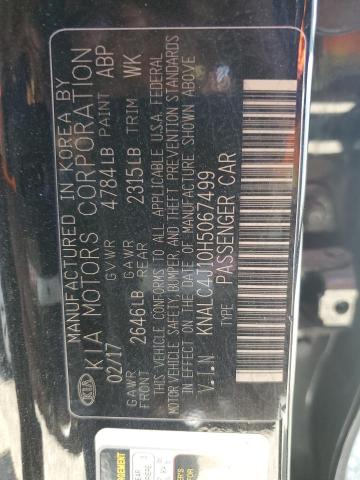 MANUFACTURED IN KOREA BY
KIA KIA MOTORS CORPORATION
02/17 GVWR 4784LB PAINT ABP
GAWR FRONT 2646LB GAWR REAR 2315LB TRIM WK
THIS VEHICLE CONFORMS TO ALL APPLICABLE U.S.A. FEDERAL
MOTOR VEHICLE SAFETY, BUMPER, AND THEFT PREVENTION STANDARDS
IN EFFECT ON THE DATE OF MANUFACTURE SHOWN ABOVE
V.I.N KNALC4J10H5067499
TYPE: PASSENGER CAR